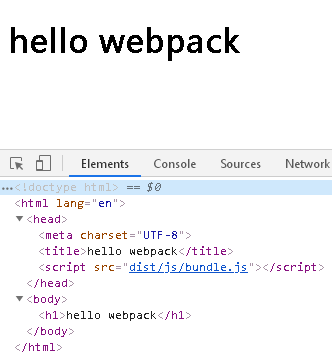 hello webpack
Elements Console Sources Network
...<!doctype html> == $0
<html lang="en">
▼<head>
<meta charset="UTF-8">
<title>hello webpack</title>
<script src="dist/js/bundle.js"></script>
</head>
▼<body>
<h1>hello webpack</h1>
</body>
</html>